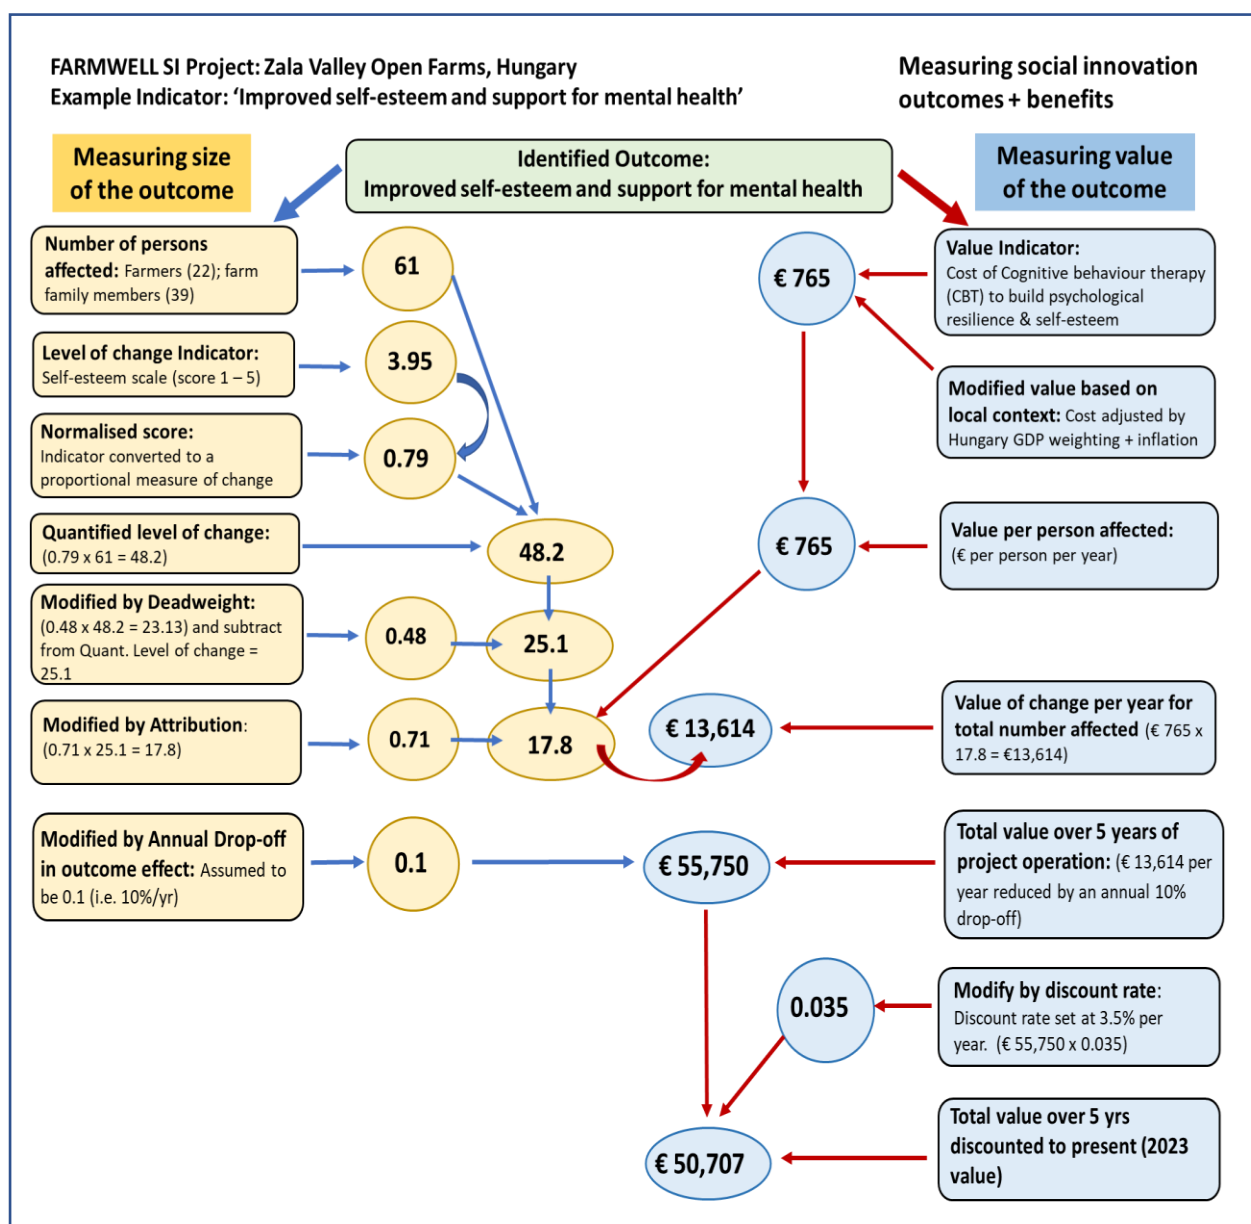 FARMWELL SI Project: Zala Valley Open Farms, Hungary
Example Indicator: ‘Improved self-esteem and support for mental health’
Measuring social innovation
outcomes + benefits
Measuring size
of the outcome
Identified Outcome:
Improved self-esteem and support for mental health
Measuring value
of the outcome
Number of persons
affected: Farmers (22); farm
family members (39)
61
€ 765
Value Indicator:
Cost of Cognitive behaviour therapy
(CBT) to build psychological
resilience & self-esteem
Level of change Indicator:
Self-esteem scale (score 1 – 5)
3.95
Modified value based on
local context: Cost adjusted by
Hungary GDP weighting + inflation
Normalised score:
Indicator converted to a
proportional measure of change
0.79
Quantified level of change:
(0.79 x 61 = 48.2)
48.2
€ 765
Value per person affected:
(€ per person per year)
Modified by Deadweight:
(0.48 x 48.2 = 23.13) and subtract
from Quant. Level of change =
25.1
0.48
25.1
Modified by Attribution:
(0.71 x 25.1 = 17.8)
0.71
17.8
€ 13,614
Value of change per year for
total number affected (€ 765 x
17.8 = €13,614)
Modified by Annual Drop-off
in outcome effect: Assumed to
be 0.1 (i.e. 10%/yr)
0.1
€ 55,750
Total value over 5 years of
project operation: (€ 13,614 per
year reduced by an annual 10%
drop-off)
0.035
Modify by discount rate:
Discount rate set at 3.5% per
year. (€ 55,750 x 0.035)
€ 50,707
Total value over 5 yrs
discounted to present (2023
value)